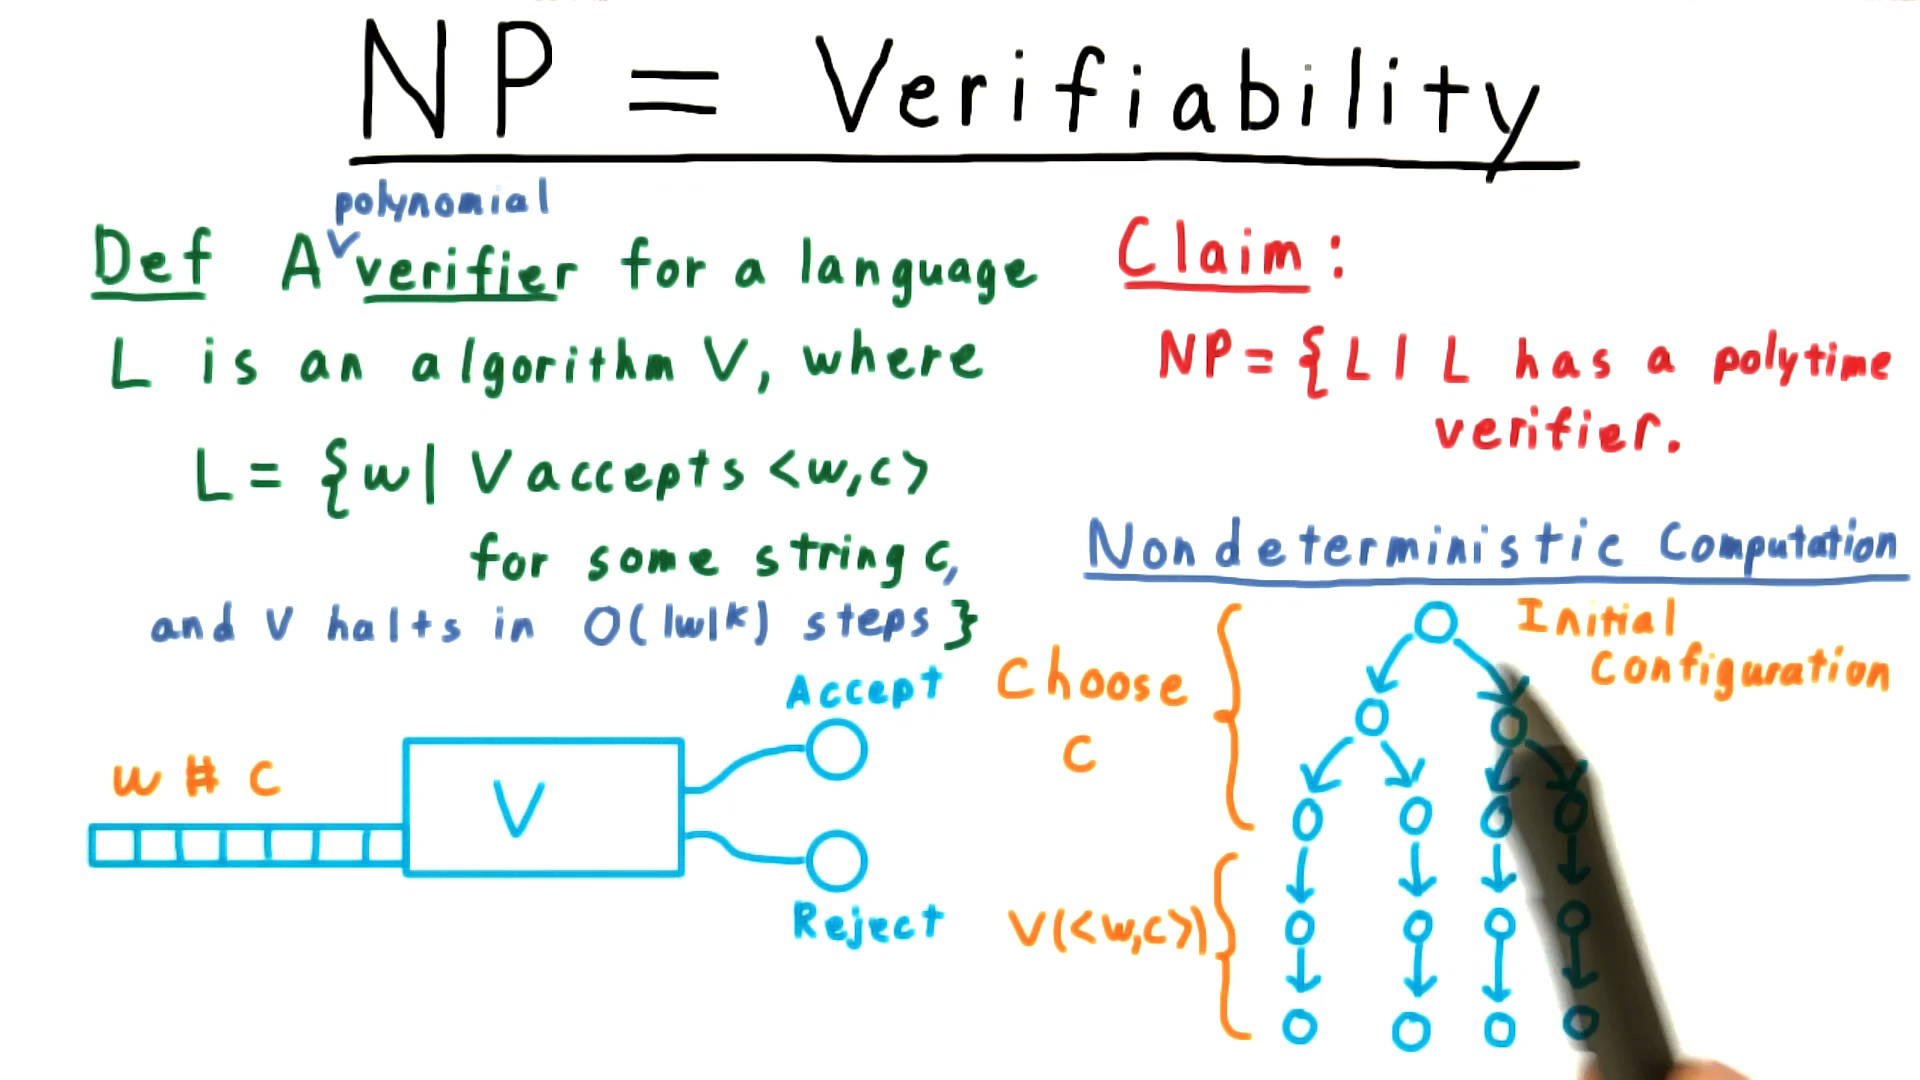 NP = Verifiability
polynomial
Def A verifier for a language
L is an algorithm V, where
L = {w | V accepts <w,c>
for some string c,
and V halts in O(|w|^k) steps }
Accept
w # c
V
Reject
Claim:
NP = {L | L has a polytime
verifier.
Nondeterministic Computation
Initial
Configuration
Choose
C
V(<w,c>)